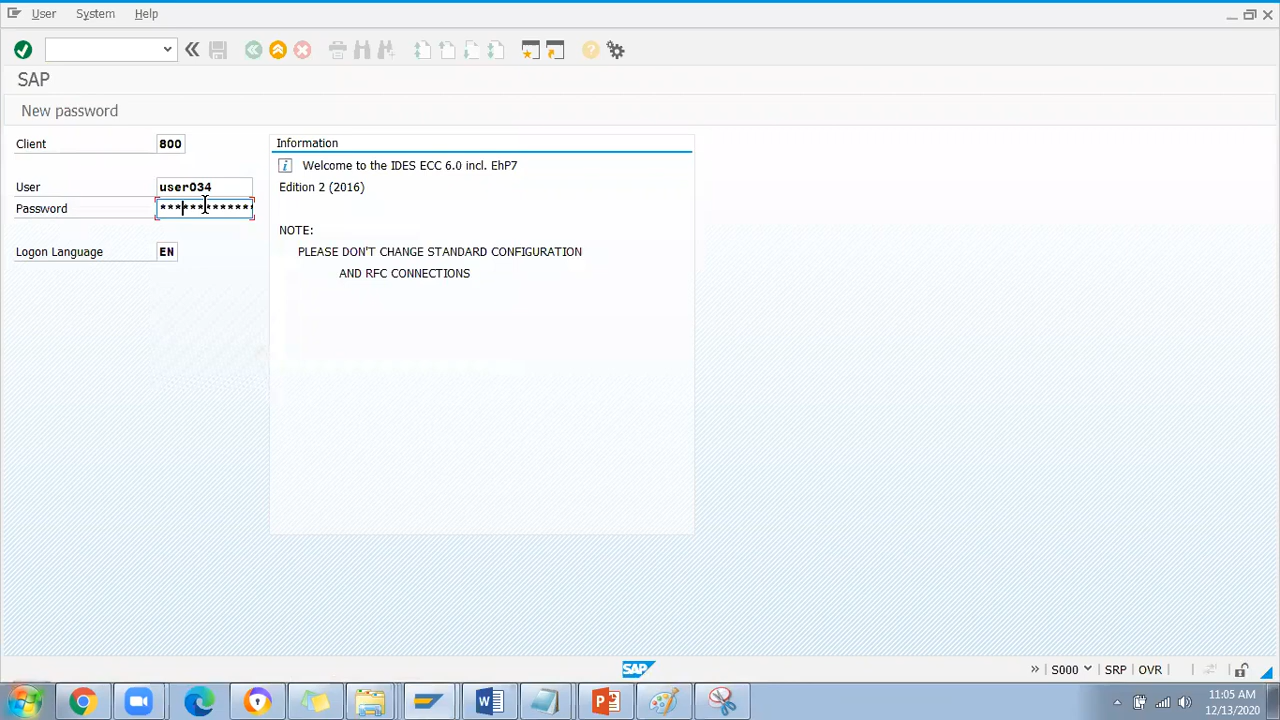 User System Help
SAP
New password
Client 800
User user034
Password *************
Logon Language EN
Information
Welcome to the IDES ECC 6.0 incl. EhP7
Edition 2 (2016)
NOTE:
PLEASE DON'T CHANGE STANDARD CONFIGURATION
AND RFC CONNECTIONS
SAP
S000 SRP OVR
11:05 AM
12/13/2020